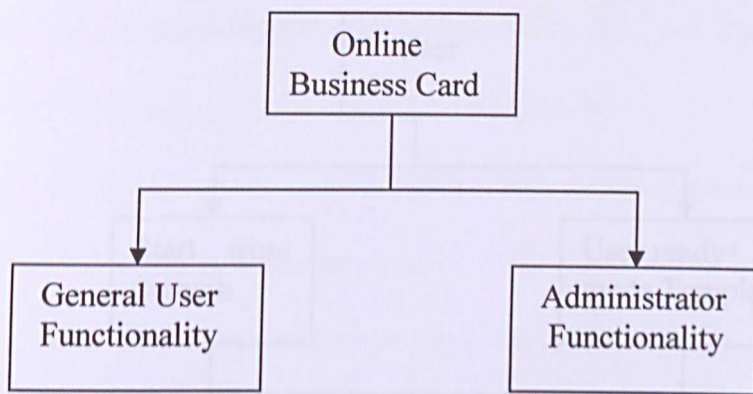 Online
Business Card
General User
Functionality
Administrator
Functionality